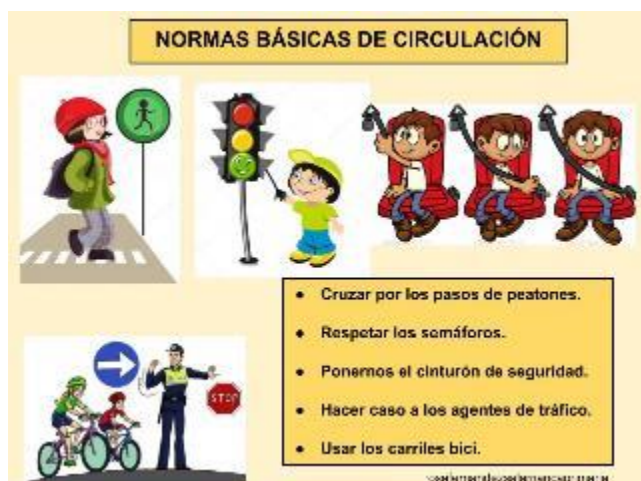 NORMAS BÁSICAS DE CIRCULACIÓN
• Cruzar por los pasos de peatones.
• Respetar los semáforos.
• Ponernos el cinturón de seguridad.
• Hacer caso a los agentes de tráfico.
STOP
• Usar los carriles bici.